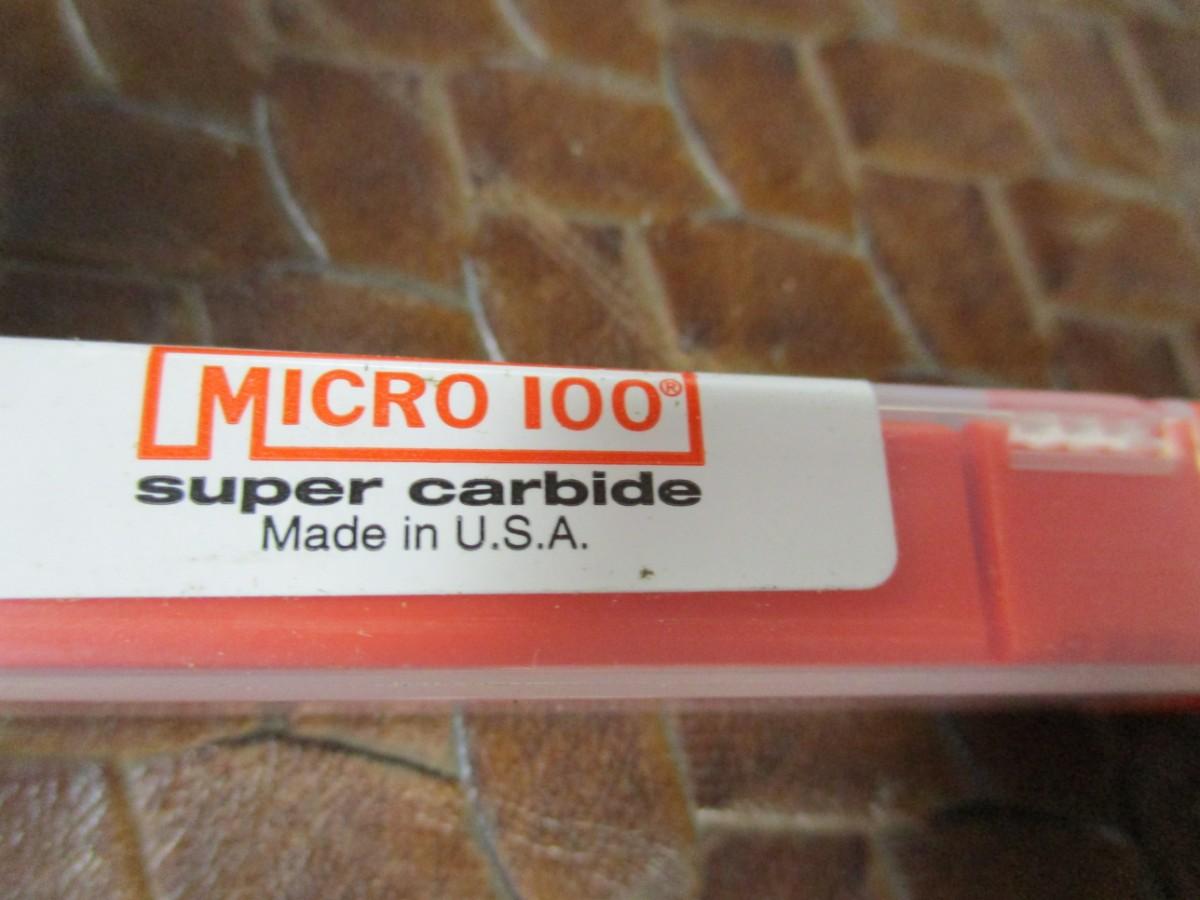 MICRO 100®
super carbide
Made in U.S.A.